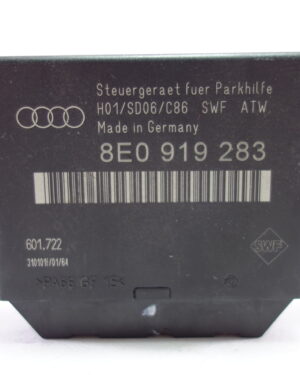 Steuergeraet fuer Parkhilfe
H01/SD06/C86 SWF ATW
Made in Germany
8E0 919 283
601.722
SWF